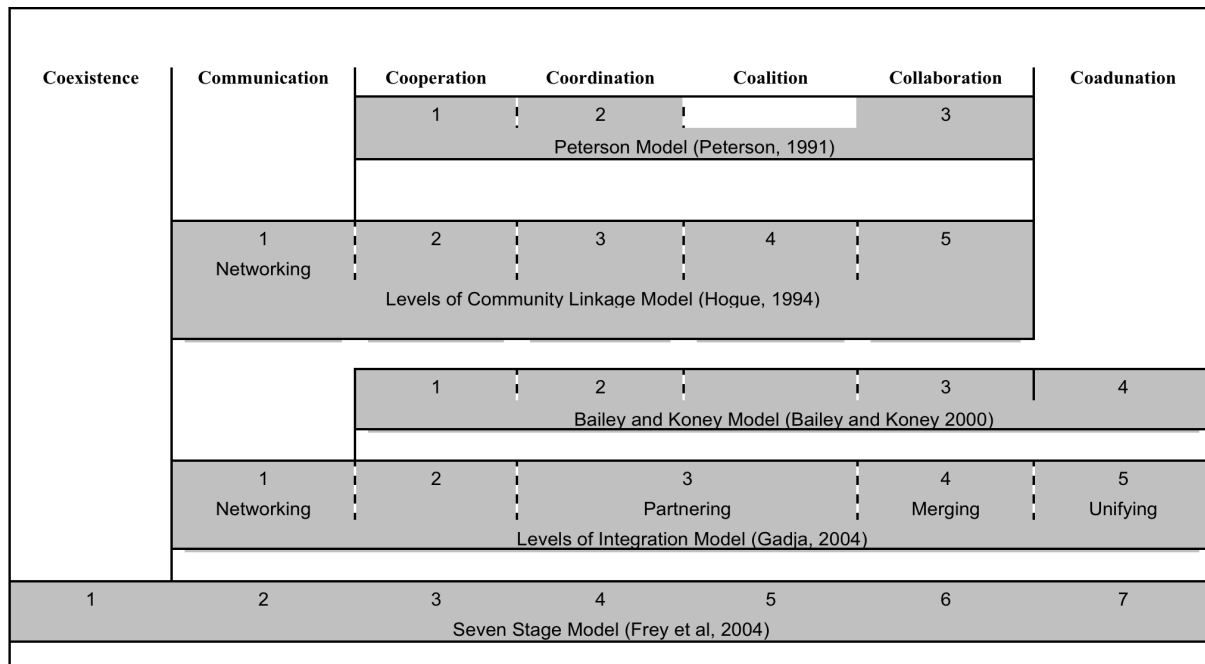 Coexistence Communication Cooperation Coordination Coalition Collaboration Coadunation
1 2 3
Peterson Model (Peterson, 1991)
1 2 3 4 5
Networking
Levels of Community Linkage Model (Hogue, 1994)
1 2 3 4
Bailey and Koney Model (Bailey and Koney 2000)
1 2 3 4 5
Networking Partnering Merging Unifying
Levels of Integration Model (Gadja, 2004)
1 2 3 4 5 6 7
Seven Stage Model (Frey et al, 2004)